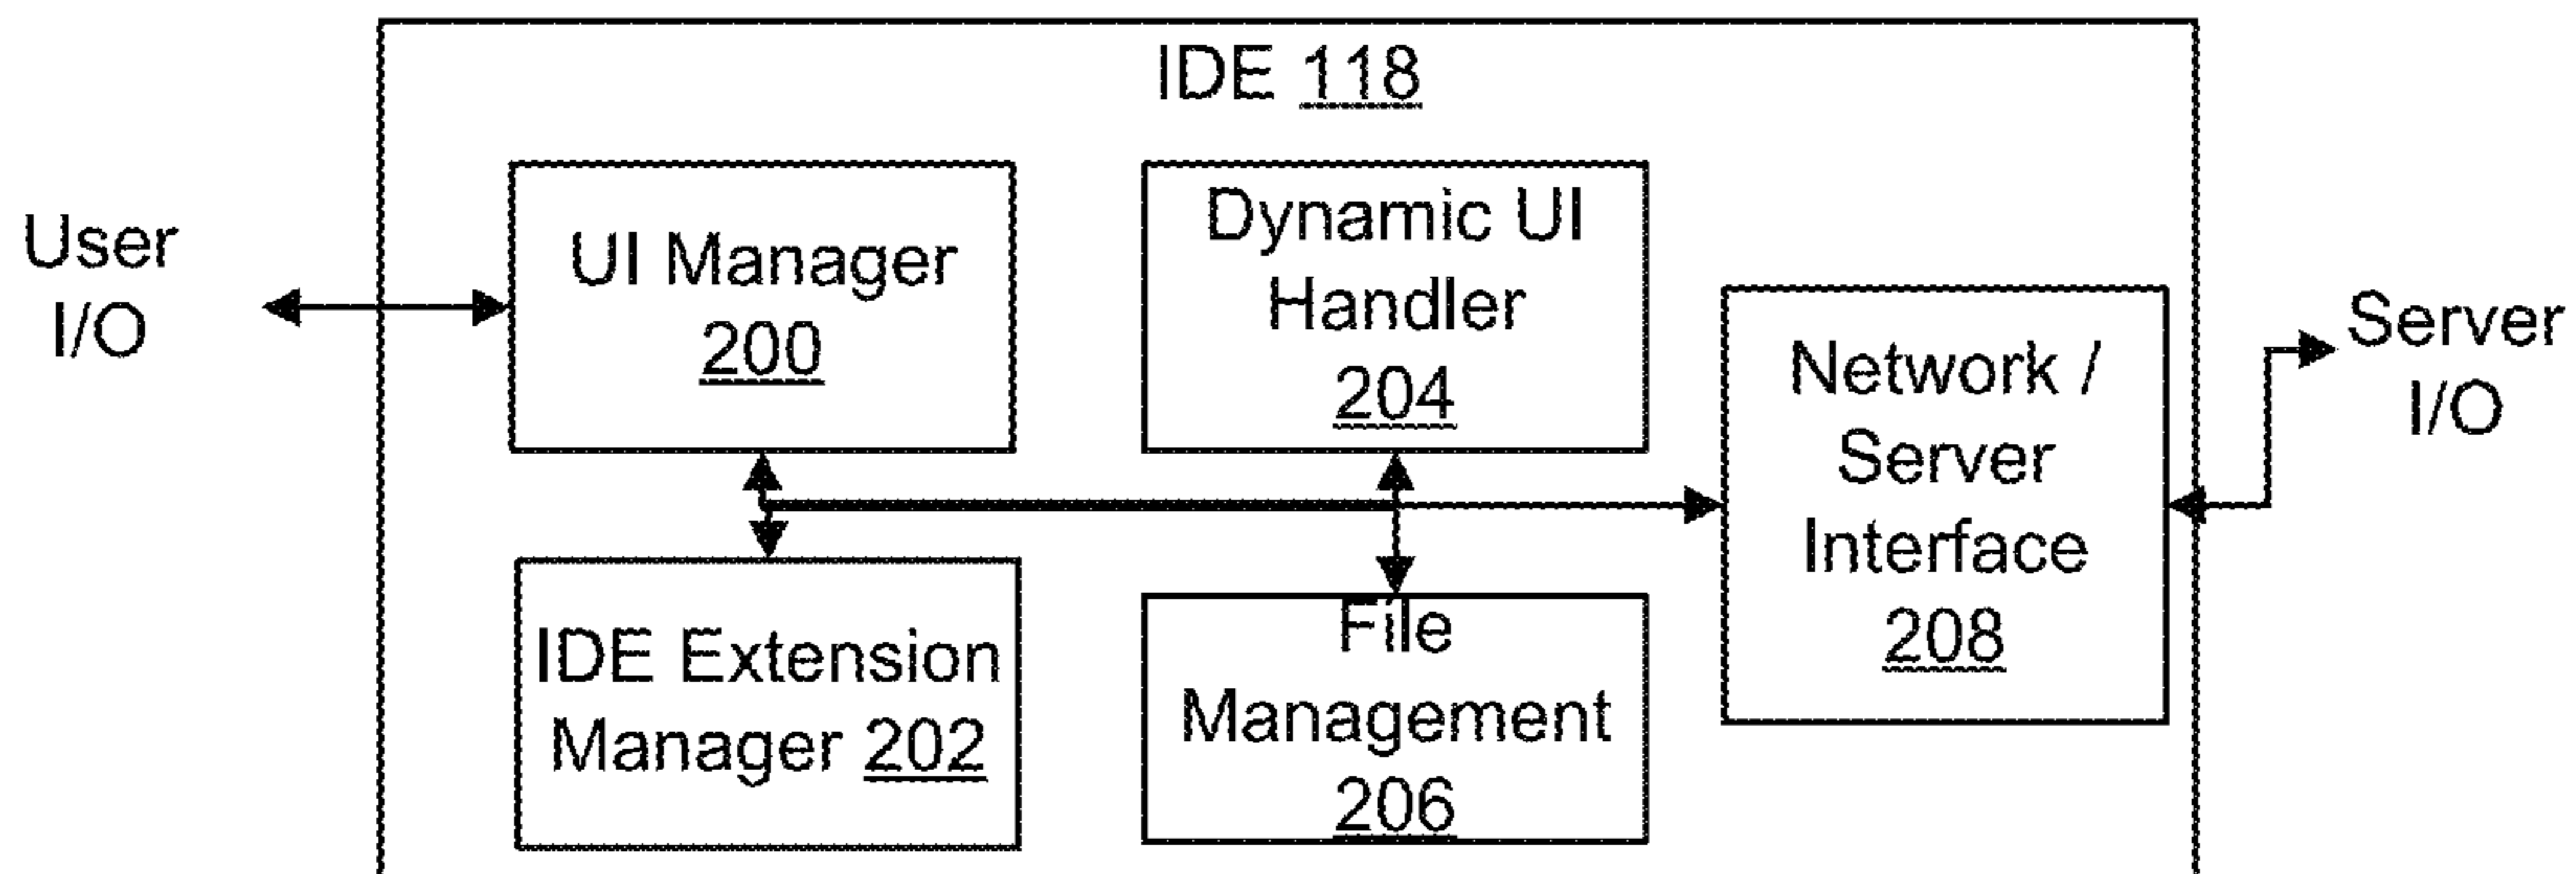 IDE 118
User
I/O
UI Manager
200
Dynamic UI
Handler
204
Network /
Server
Interface
208
Server
I/O
IDE Extension
Manager 202
File
Management
206